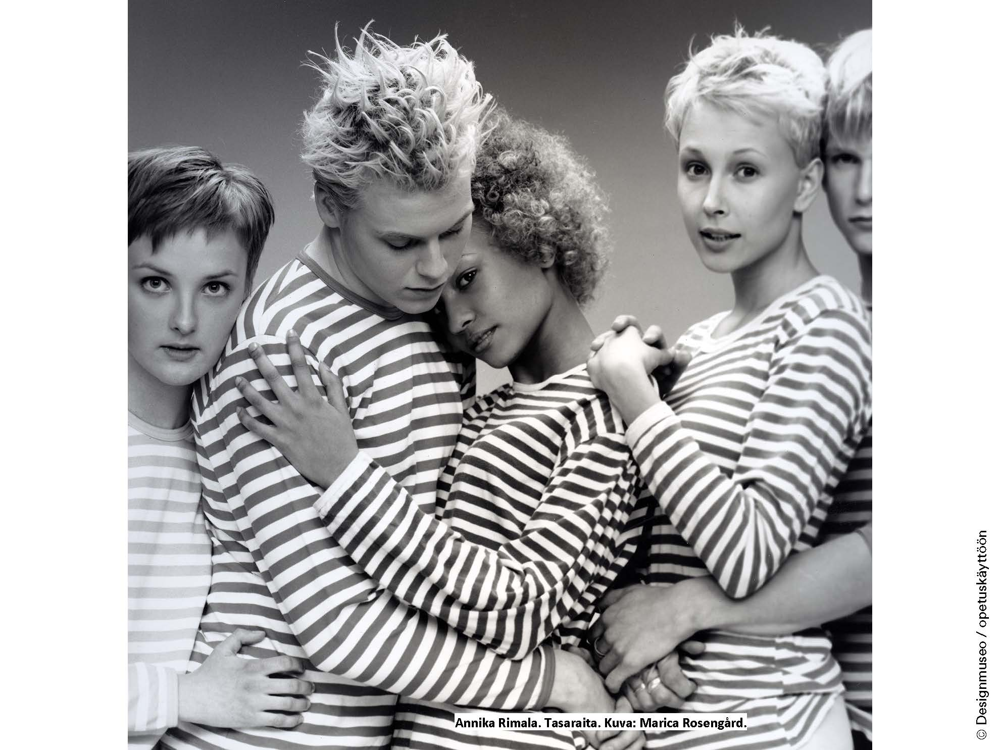 Annika Rimala. Tasaraita. Kuva: Marica Rosengård.
© Designmuseo / opetuskäyttöön